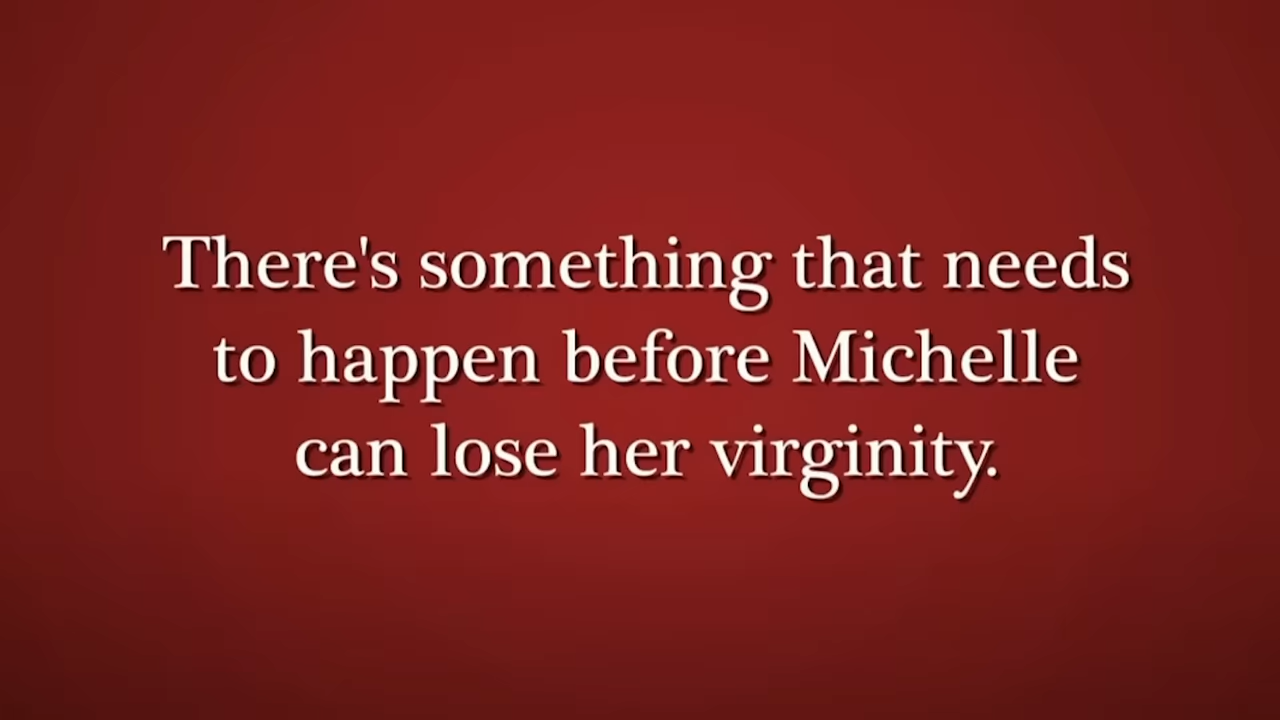 There's something that needs
to happen before Michelle
can lose her virginity.